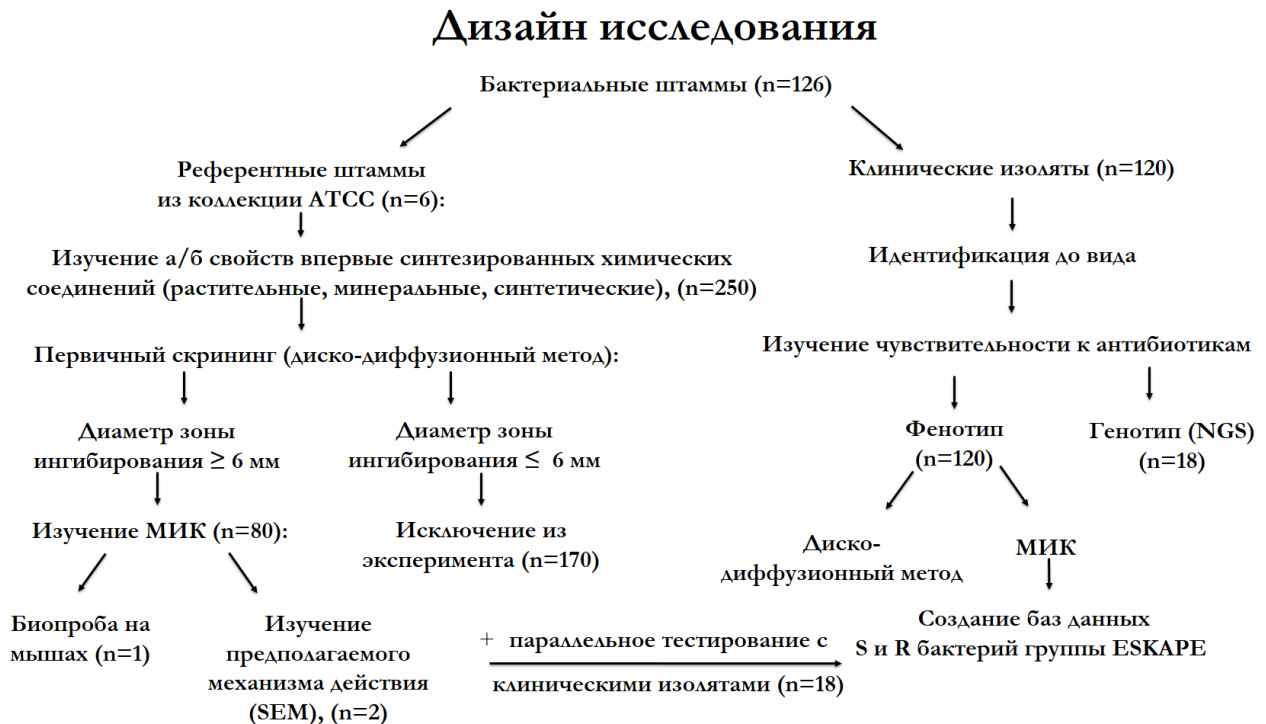 Дизайн исследования
Бактериальные штаммы (n=126)
Референтные штаммы
из коллекции АТСС (n=6):
Изучение а/б свойств впервые синтезированных химических
соединений (растительные, минеральные, синтетические), (n=250)
Первичный скрининг (диско-диффузионный метод):
Диаметр зоны
ингибирования ≥ 6 мм
Диаметр зоны
ингибирования ≤ 6 мм
Изучение МИК (n=80):
Исключение из
эксперимента (n=170)
Биопроба на
мышах (n=1)
Изучение
предполагаемого
механизма действия
(SEM), (n=2)
+ параллельное тестирование с
клиническими изолятами (n=18)
Клинические изоляты (n=120)
Идентификация до вида
Изучение чувствительности к антибиотикам
Фенотип
(n=120)
Генотип (NGS)
(n=18)
Диско-
диффузионный метод
МИК
Создание баз данных
S и R бактерий группы ESKAPE